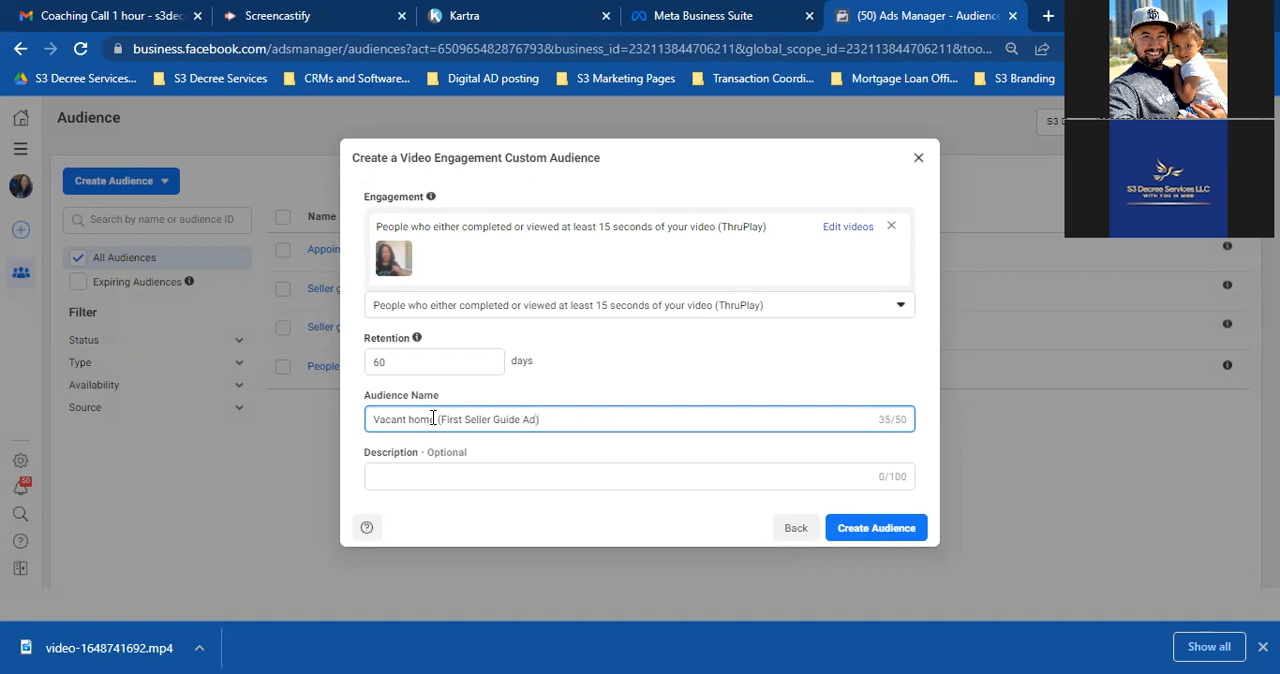 Coaching Call 1 hour - s3dec
Screencastify
Kartra
Meta Business Suite
(50) Ads Manager - Audience
business.facebook.com/adsmanager/audiences?act=650965482876793&business_id=232113844706211&global_scope_id=232113844706211&too...
S3 Decree Services...
S3 Decree Services
CRMs and Software...
Digital AD posting
S3 Marketing Pages
Transaction Coordi...
Mortgage Loan Offi...
S3 Branding
Audience
S3 D
Create Audience
Search by name or audience ID
All Audiences
Expiring Audiences
Filter
Status
Type
Availability
Source
Name
Appoin
Seller g
Seller g
People
Create a Video Engagement Custom Audience
Engagement
People who either completed or viewed at least 15 seconds of your video (ThruPlay)
Edit videos
People who either completed or viewed at least 15 seconds of your video (ThruPlay)
Retention
60 days
Audience Name
Vacant home (First Seller Guide Ad) 35/50
Description · Optional
0/100
Back
Create Audience
S3 Decree Services LLC
WITH YOU IN MIND
50
video-1648741692.mp4
Show all